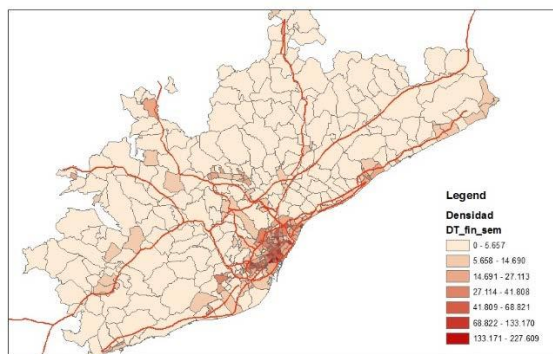 Legend
Densidad
DT_fin_sem
0 - 5.657
5.658 - 14.690
14.691 - 27.113
27.114 - 41.808
41.809 - 68.821
68.822 - 133.170
133.171 - 227.609